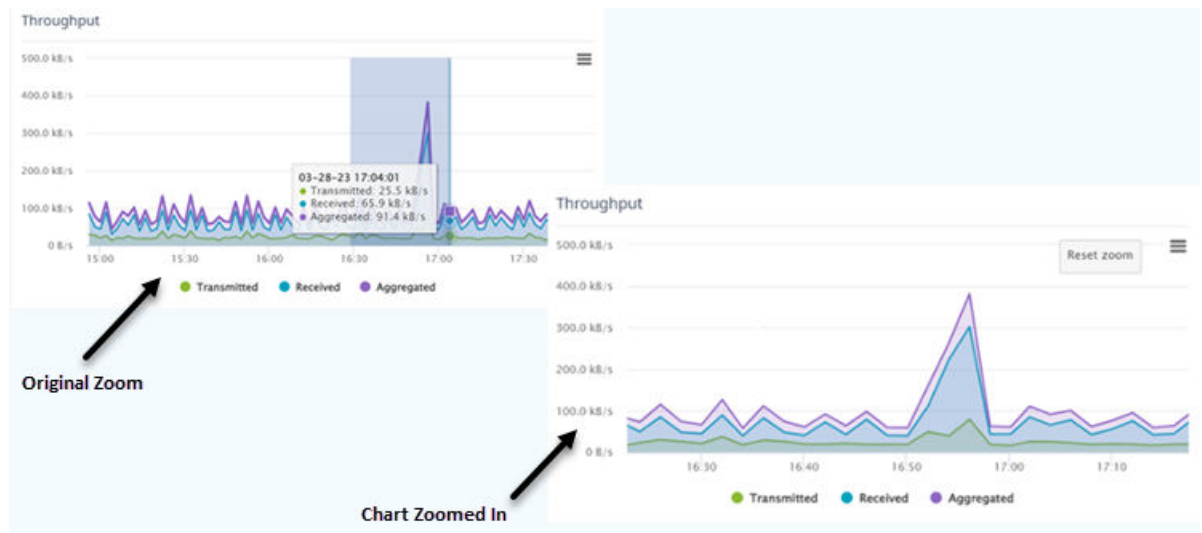 Throughput
500.0 kB/s
400.0 kB/s
300.0 kB/s
200.0 kB/s
100.0 kB/s
0 B/s
03-28-23 17:04:01
Transmitted: 25.5 kB/s
Received: 65.9 kB/s
Aggregated: 91.4 kB/s
15:00 15:30 16:00 16:30 17:00 17:30
Transmitted Received Aggregated
Original Zoom
Throughput
Reset zoom
500.0 kB/s
400.0 kB/s
300.0 kB/s
200.0 kB/s
100.0 kB/s
0 B/s
16:30 16:40 16:50 17:00 17:10
Transmitted Received Aggregated
Chart Zoomed In